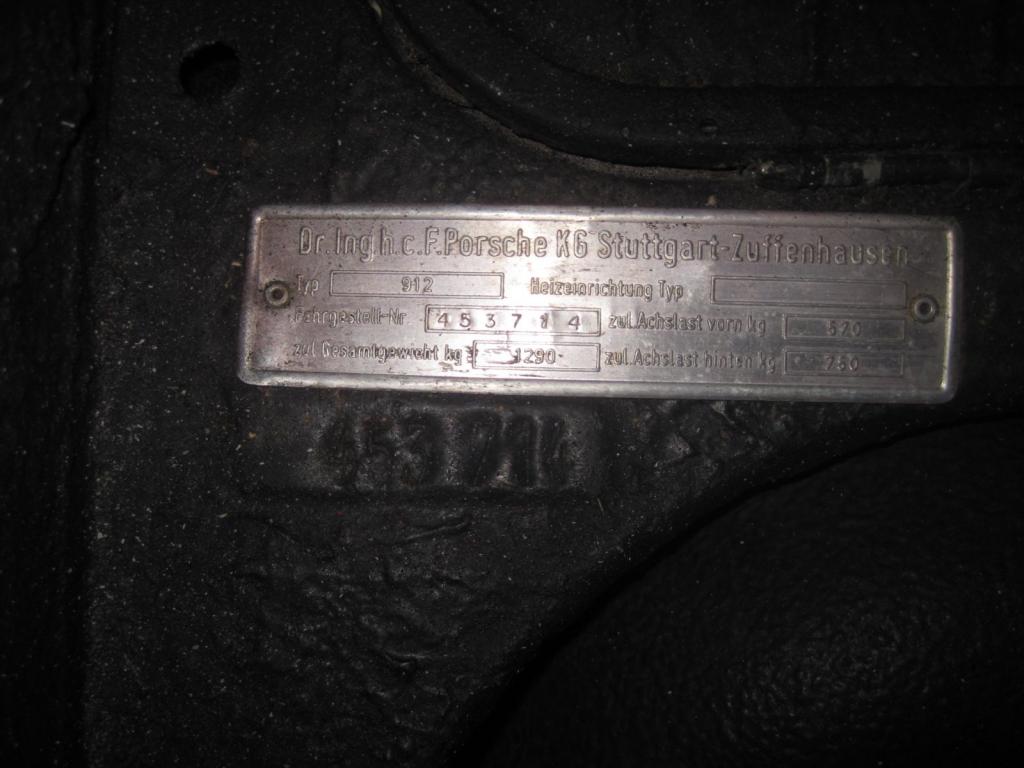 Dr. Ing h.c. F. Porsche KG Stuttgart-Zuffenhausen
Typ 912 Heizeinrichtung Typ
Fahrgestell-Nr. 453714 zul. Achslast vorn kg 520
zul. Gesamtgewicht kg 1290 zul. Achslast hinten kg 750
453714